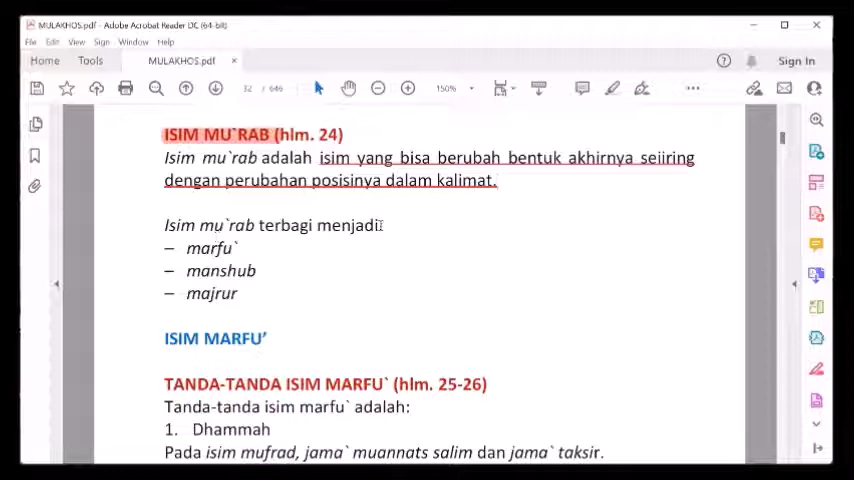 MULAKHOS.pdf - Adobe Acrobat Reader DC (64-bit)
File Edit View Sign Window Help
Home Tools MULAKHOS.pdf × Sign In
32 / 646 150%
ISIM MU`RAB (hlm. 24)
Isim mu`rab adalah isim yang bisa berubah bentuk akhirnya seiiring
dengan perubahan posisinya dalam kalimat.
Isim mu`rab terbagi menjadi:
– marfu`
– manshub
– majrur
ISIM MARFU’
TANDA-TANDA ISIM MARFU` (hlm. 25-26)
Tanda-tanda isim marfu` adalah:
1. Dhammah
Pada isim mufrad, jama` muannats salim dan jama` taksir.